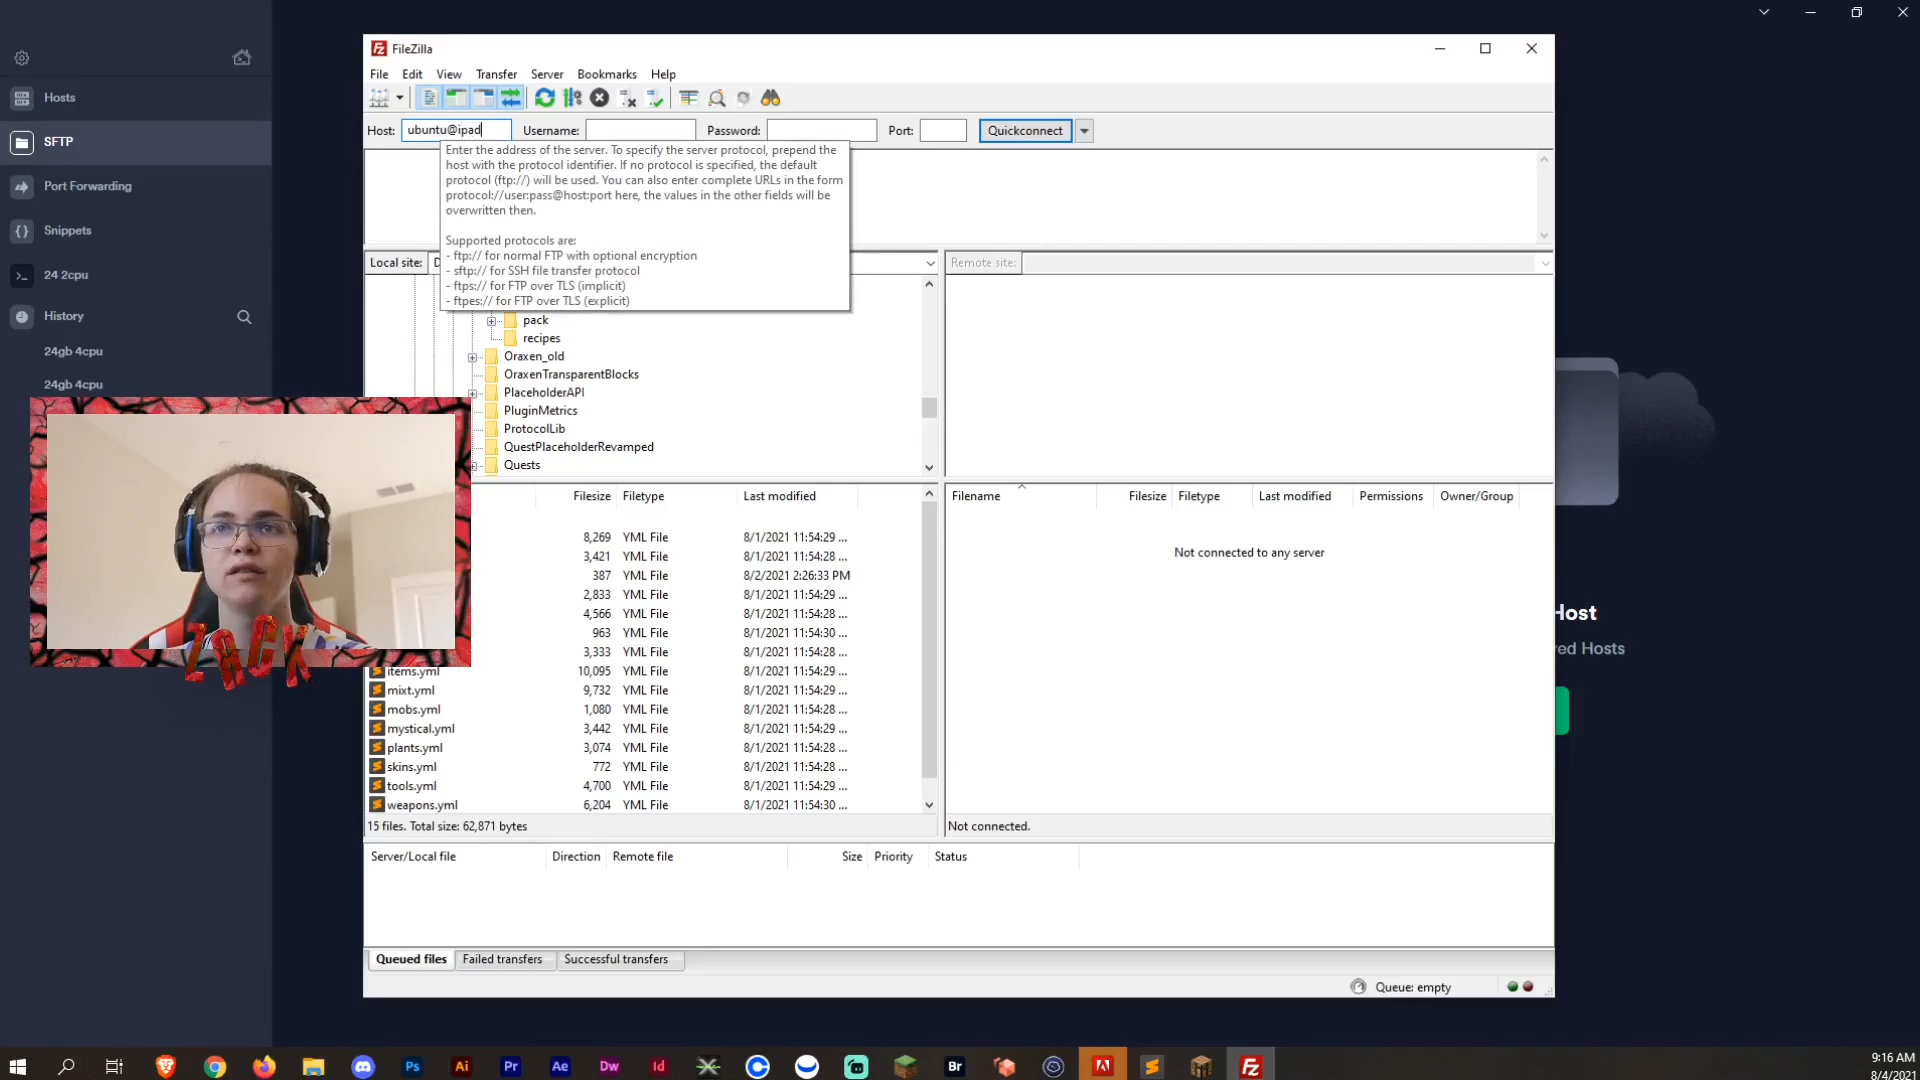 FileZilla
File Edit View Transfer Server Bookmarks Help
Host: ubuntu@ipad Username: Password: Port: Quickconnect
Enter the address of the server. To specify the server protocol, prepend the
host with the protocol identifier. If no protocol is specified, the default
protocol (ftp://) will be used. You can also enter complete URLs in the form
protocol://user:pass@host:port here, the values in the other fields will be
overwritten then.
Supported protocols are:
- ftp:// for normal FTP with optional encryption
- sftp:// for SSH file transfer protocol
- ftps:// for FTP over TLS (implicit)
- ftpes:// for FTP over TLS (explicit)
Hosts
SFTP
Port Forwarding
Snippets
24 2cpu
History
24gb 4cpu
24gb 4cpu
ZACK
Local site: D
pack
recipes
Oraxen_old
OraxenTransparentBlocks
PlaceholderAPI
PluginMetrics
ProtocolLib
QuestPlaceholderRevamped
Quests
Remote site:
Filesize Filetype Last modified
8,269 YML File 8/1/2021 11:54:29 ...
3,421 YML File 8/1/2021 11:54:28 ...
387 YML File 8/2/2021 2:26:33 PM
2,833 YML File 8/1/2021 11:54:29 ...
4,566 YML File 8/1/2021 11:54:28 ...
963 YML File 8/1/2021 11:54:30 ...
3,333 YML File 8/1/2021 11:54:28 ...
items.yml 10,095 YML File 8/1/2021 11:54:29 ...
mixt.yml 9,732 YML File 8/1/2021 11:54:29 ...
mobs.yml 1,080 YML File 8/1/2021 11:54:28 ...
mystical.yml 3,442 YML File 8/1/2021 11:54:29 ...
plants.yml 3,074 YML File 8/1/2021 11:54:28 ...
skins.yml 772 YML File 8/1/2021 11:54:28 ...
tools.yml 4,700 YML File 8/1/2021 11:54:29 ...
weapons.yml 6,204 YML File 8/1/2021 11:54:30 ...
15 files. Total size: 62,871 bytes
Filename Filesize Filetype Last modified Permissions Owner/Group
Not connected to any server
Not connected.
Host
ved Hosts
Server/Local file Direction Remote file Size Priority Status
Queued files Failed transfers Successful transfers
Queue: empty
Ps Ai Pr Ae Dw Id Br Fz
9:16 AM
8/4/2021